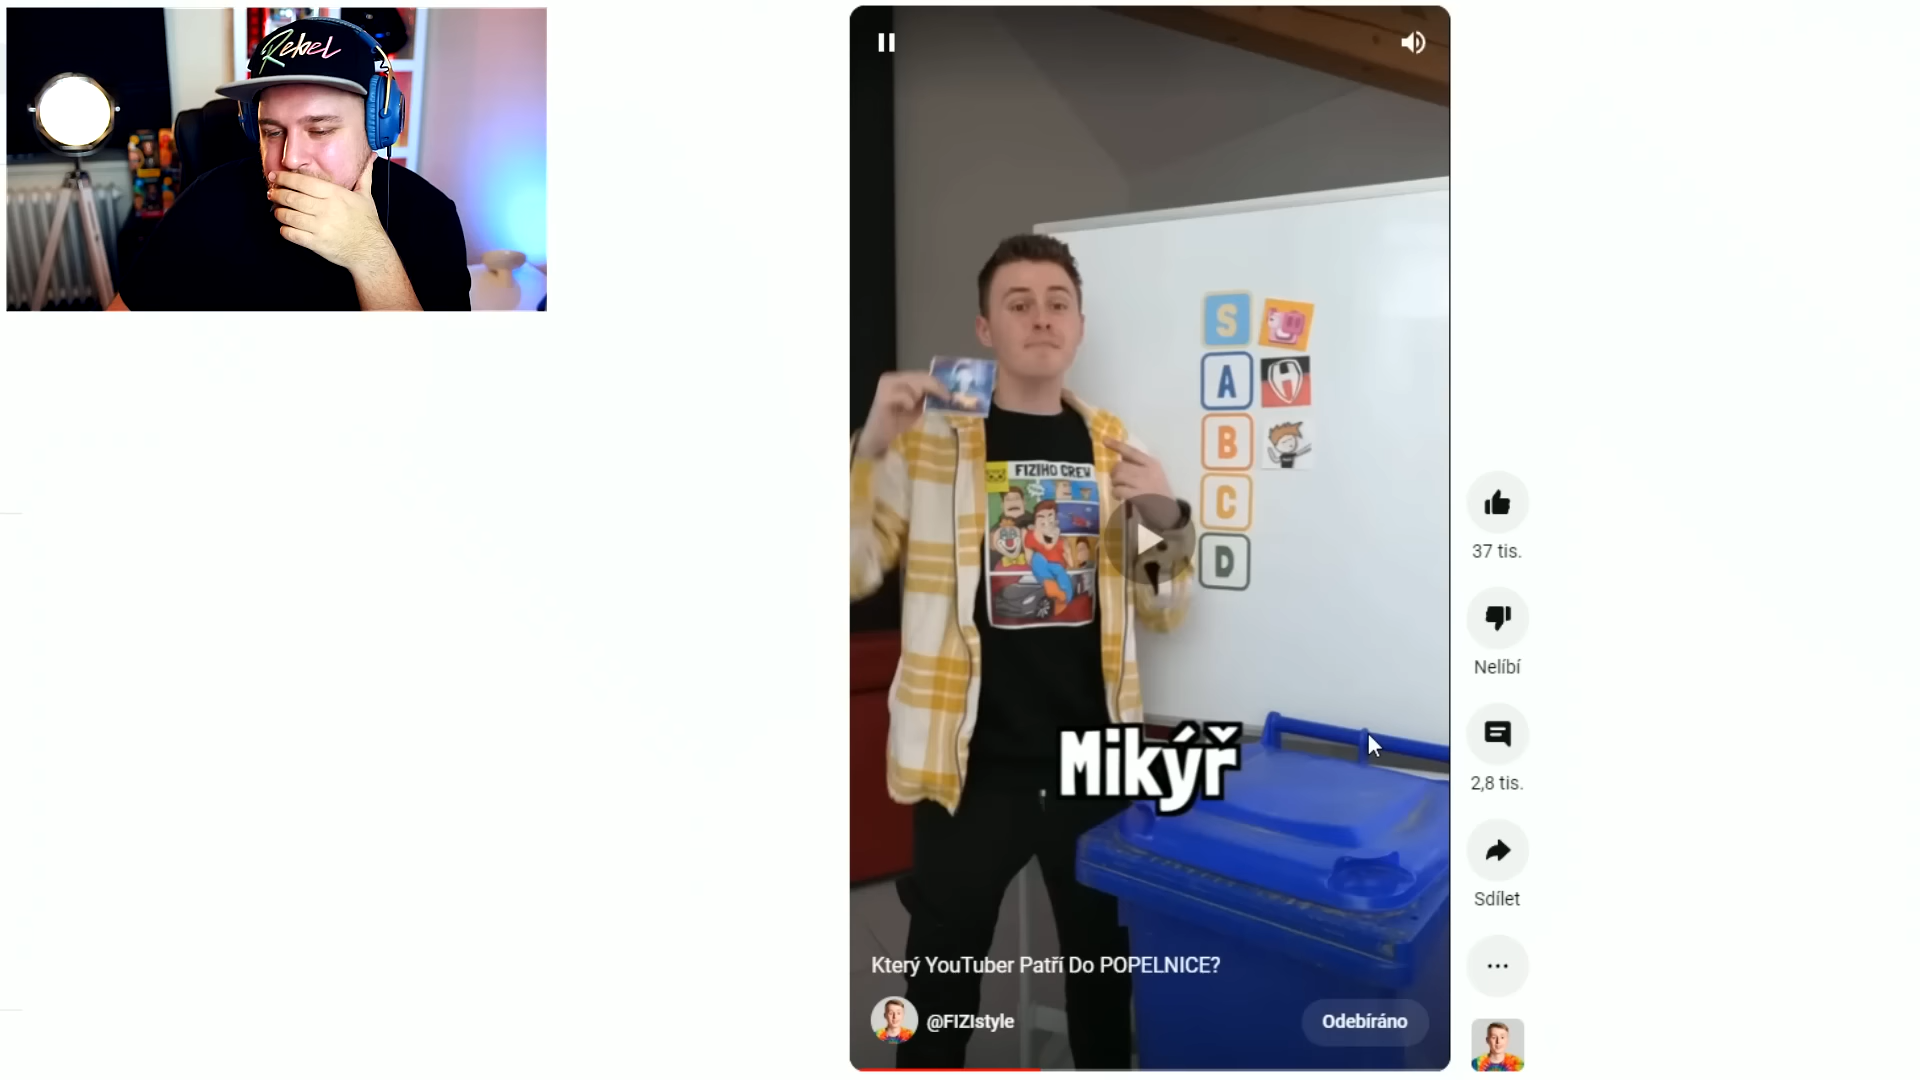 Rebel
S
A
B
C
D
FIZIHO CREW
Mikýř
Který YouTuber Patří Do POPELNICE?
@FIZIstyle
Odebíráno
37 tis.
Nelíbí
2,8 tis.
Sdílet